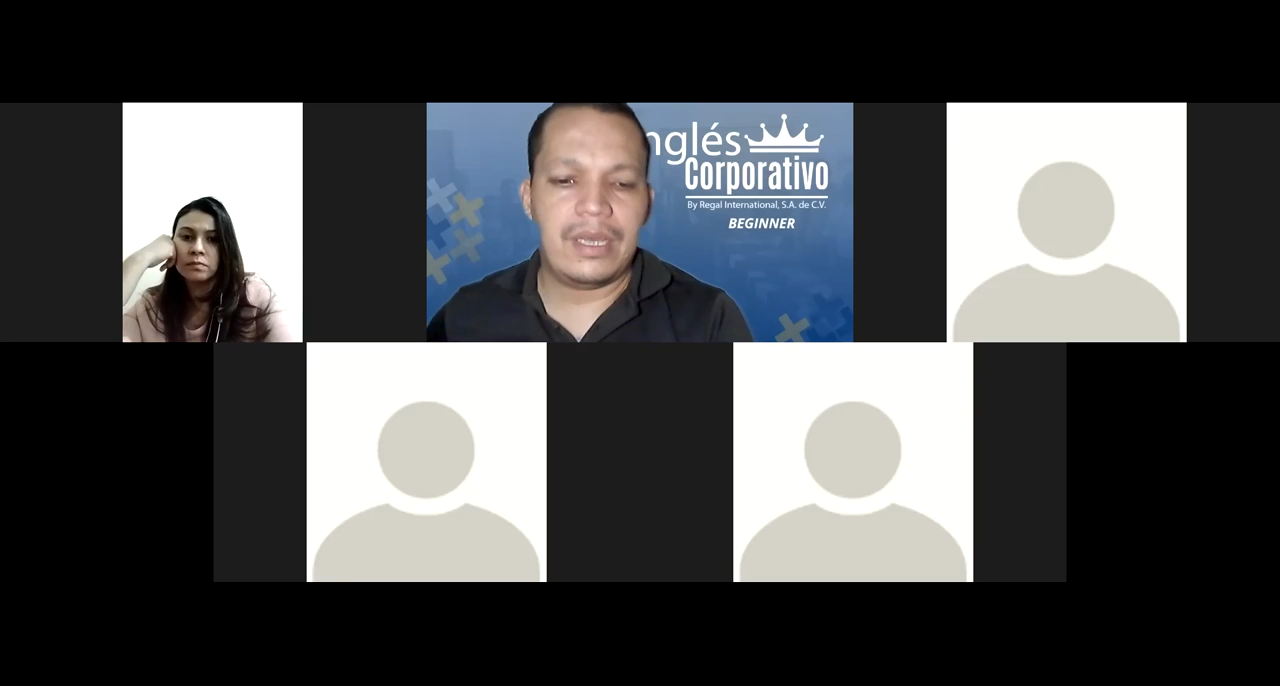 nglés
Corporativo
By Regal International, S.A. de C.V.
BEGINNER